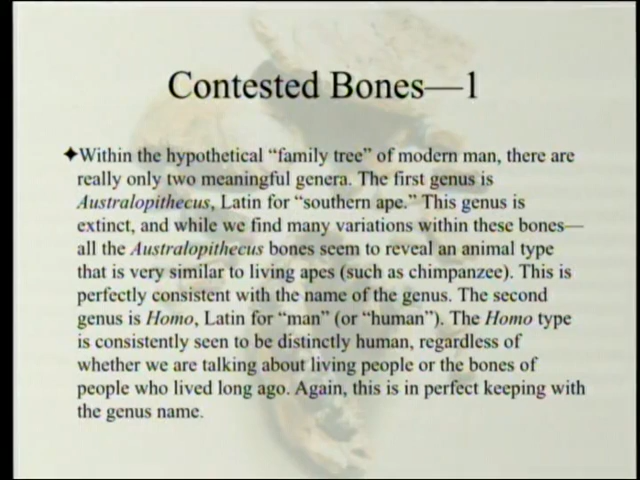 Contested Bones—1
✦Within the hypothetical “family tree” of modern man, there are
really only two meaningful genera. The first genus is
Australopithecus, Latin for “southern ape.” This genus is
extinct, and while we find many variations within these bones—
all the Australopithecus bones seem to reveal an animal type
that is very similar to living apes (such as chimpanzee). This is
perfectly consistent with the name of the genus. The second
genus is Homo, Latin for “man” (or “human”). The Homo type
is consistently seen to be distinctly human, regardless of
whether we are talking about living people or the bones of
people who lived long ago. Again, this is in perfect keeping with
the genus name.